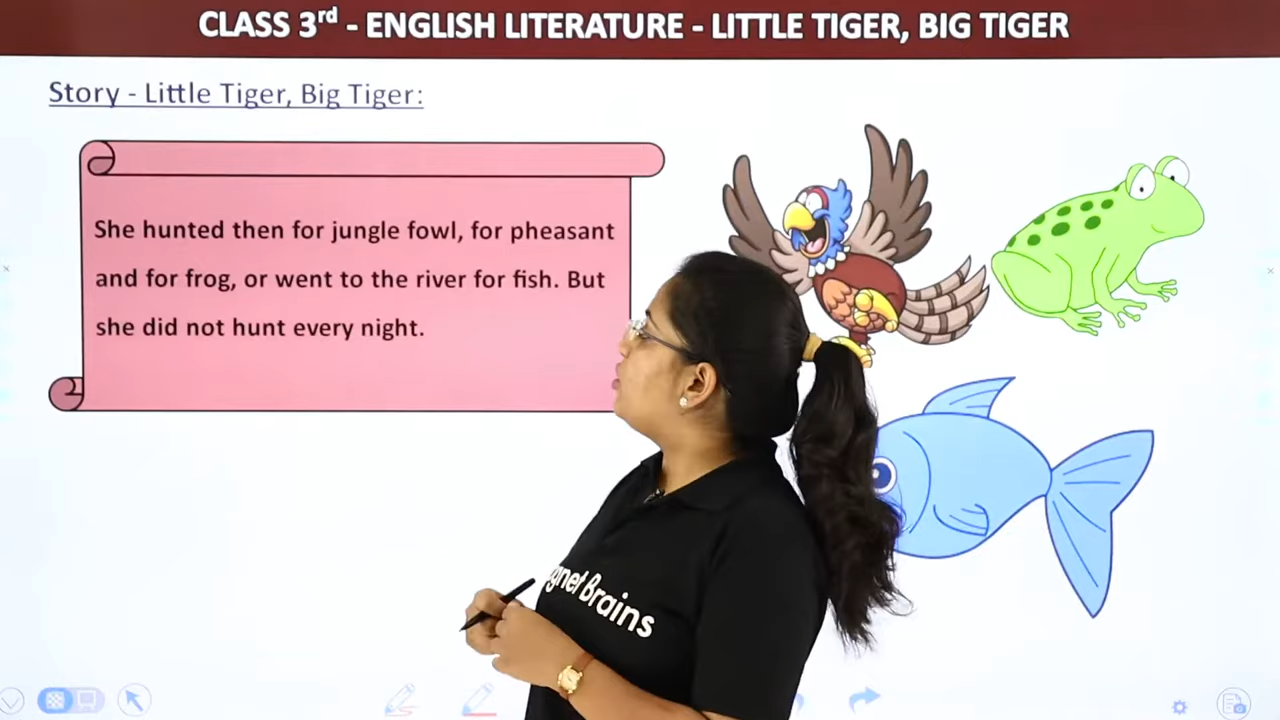 CLASS 3rd - ENGLISH LITERATURE - LITTLE TIGER, BIG TIGER
Story - Little Tiger, Big Tiger:
She hunted then for jungle fowl, for pheasant
and for frog, or went to the river for fish. But
she did not hunt every night.
Brains